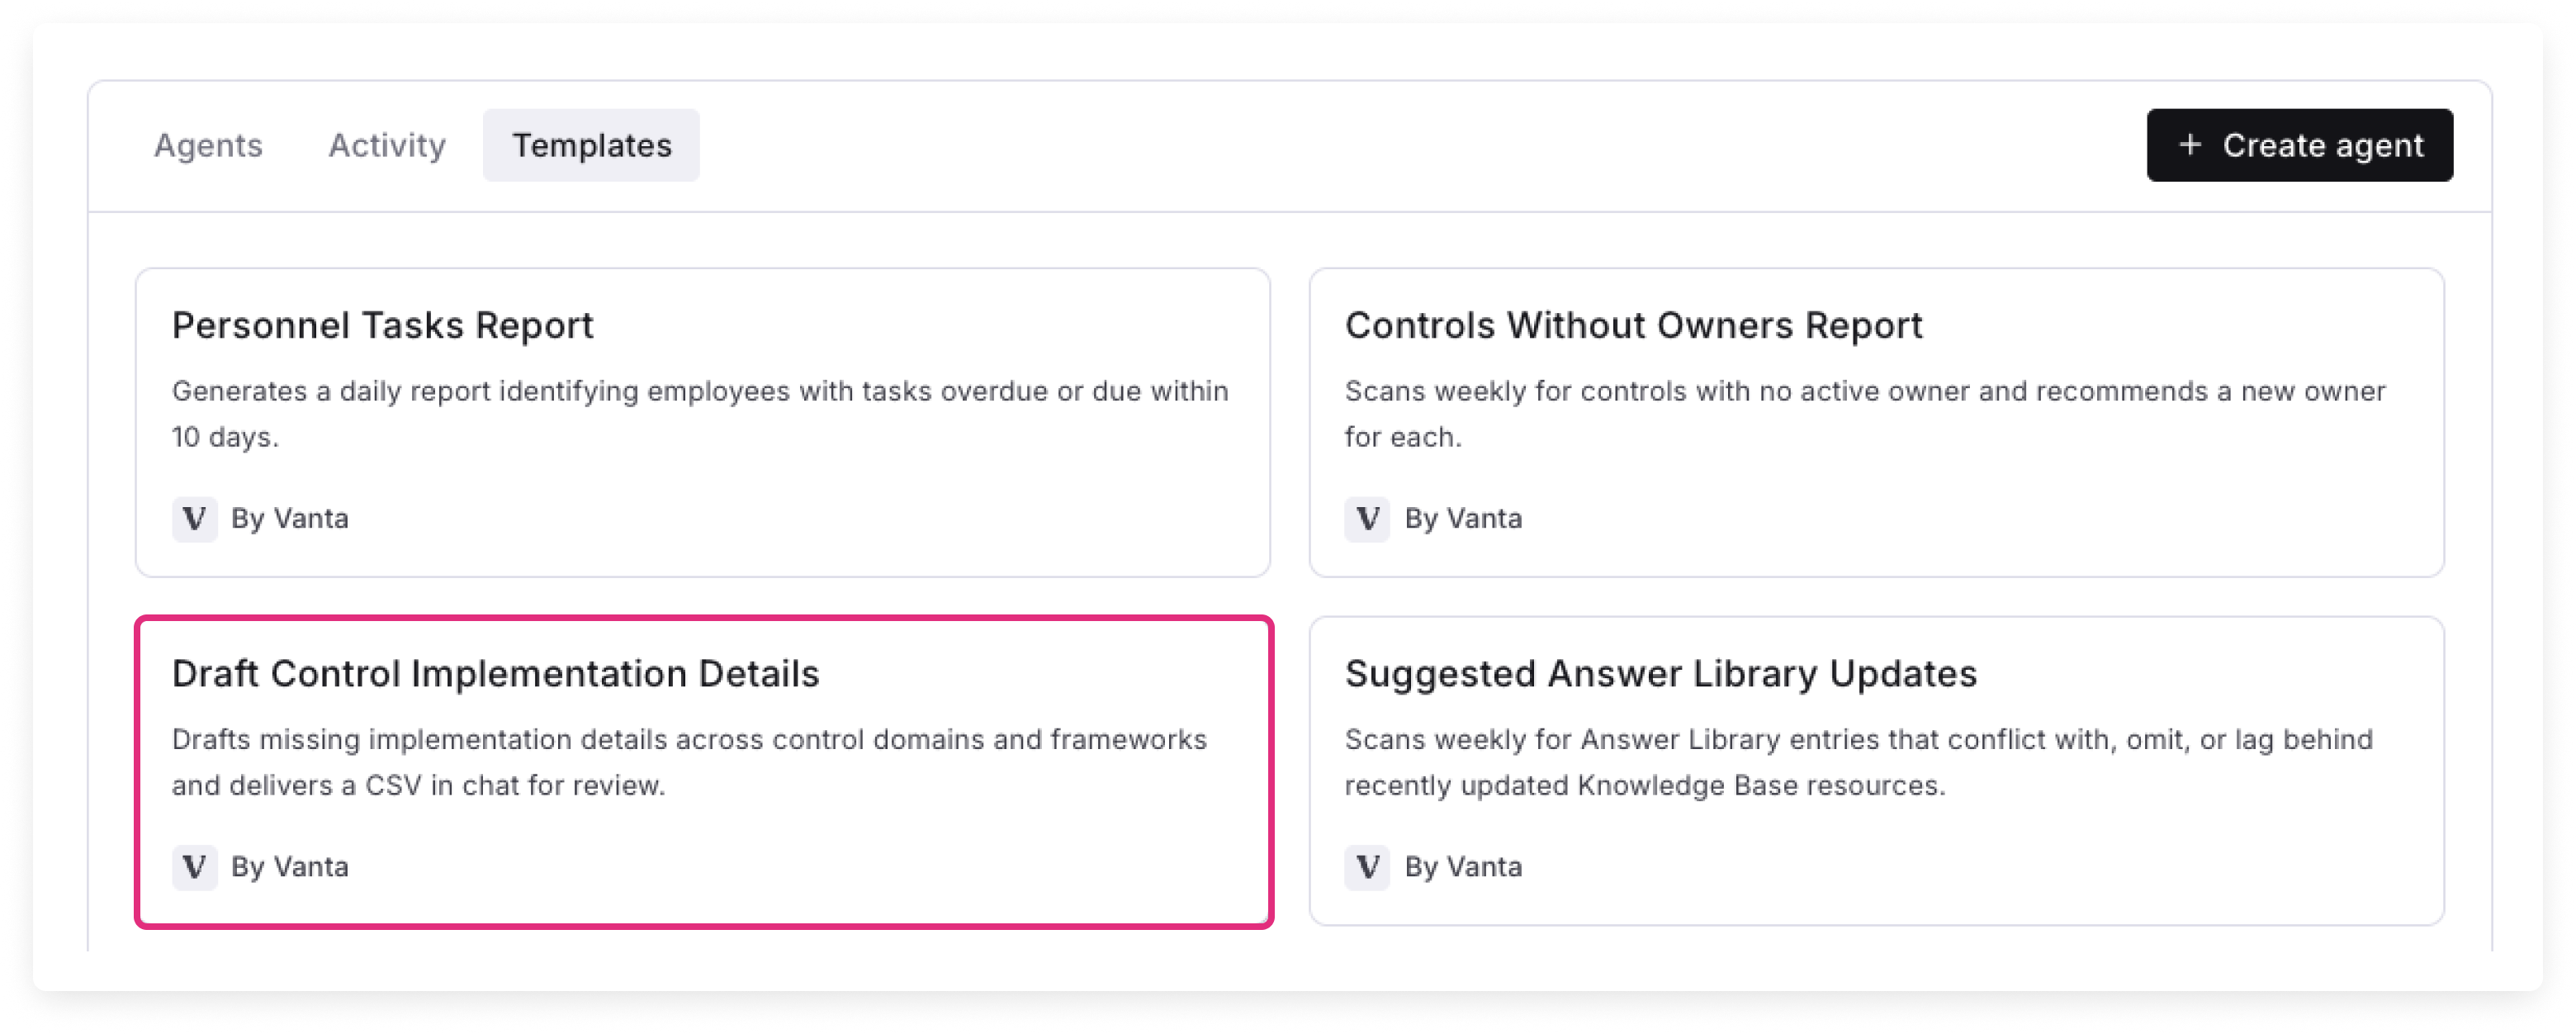 Agents Activity Templates + Create agent
Personnel Tasks Report
Generates a daily report identifying employees with tasks overdue or due within
10 days.
V By Vanta
Controls Without Owners Report
Scans weekly for controls with no active owner and recommends a new owner
for each.
V By Vanta
Draft Control Implementation Details
Drafts missing implementation details across control domains and frameworks
and delivers a CSV in chat for review.
V By Vanta
Suggested Answer Library Updates
Scans weekly for Answer Library entries that conflict with, omit, or lag behind
recently updated Knowledge Base resources.
V By Vanta